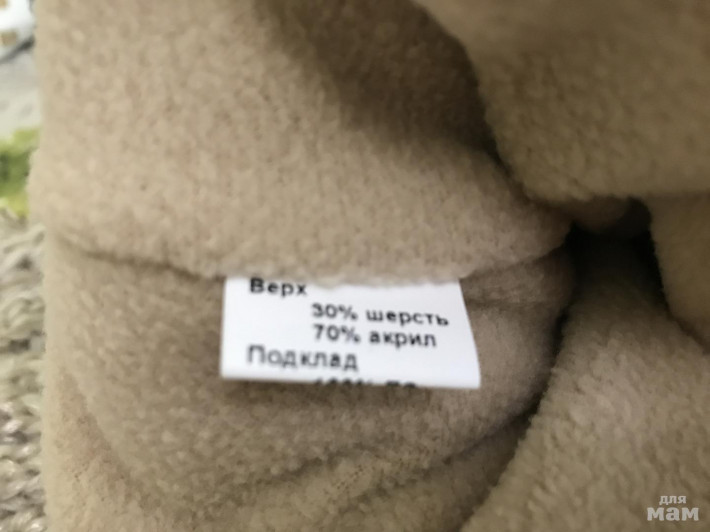 Верх
30% шерсть
70% акрил
Подклад
для
мам